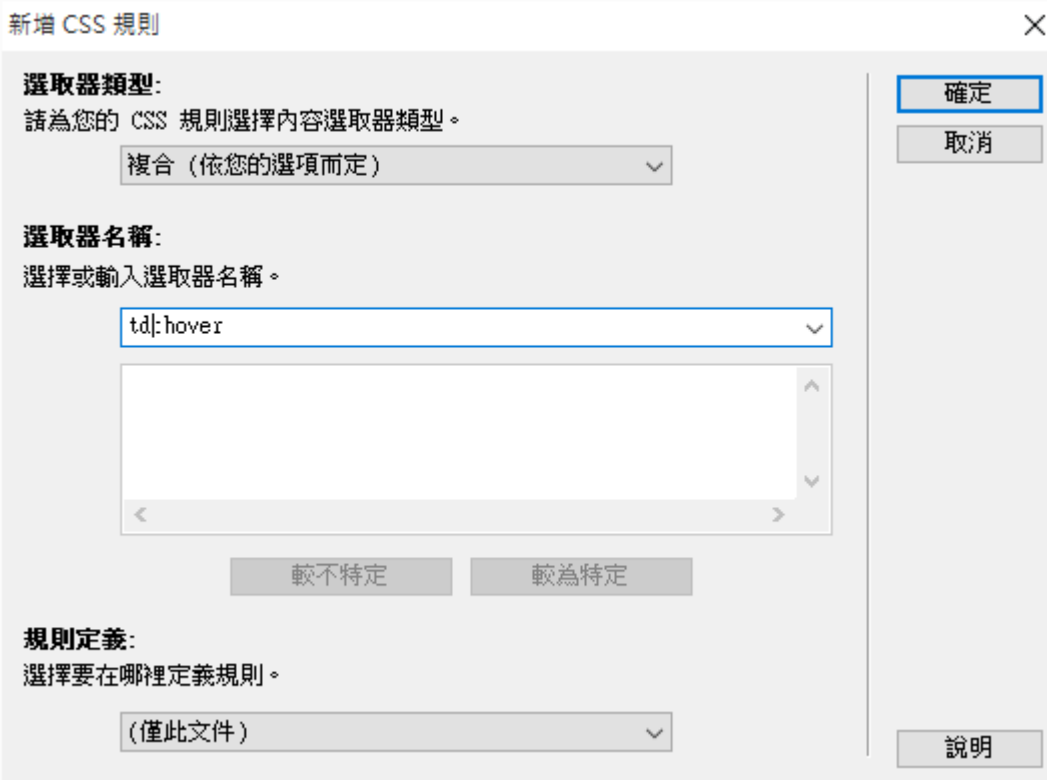 新增 CSS 規則
選取器類型:
請為您的 CSS 規則選擇內容選取器類型。
複合 (依您的選項而定)
選取器名稱:
選擇或輸入選取器名稱。
td:hover
較不特定
較為特定
規則定義:
選擇要在哪裡定義規則。
(僅此文件)
確定
取消
說明